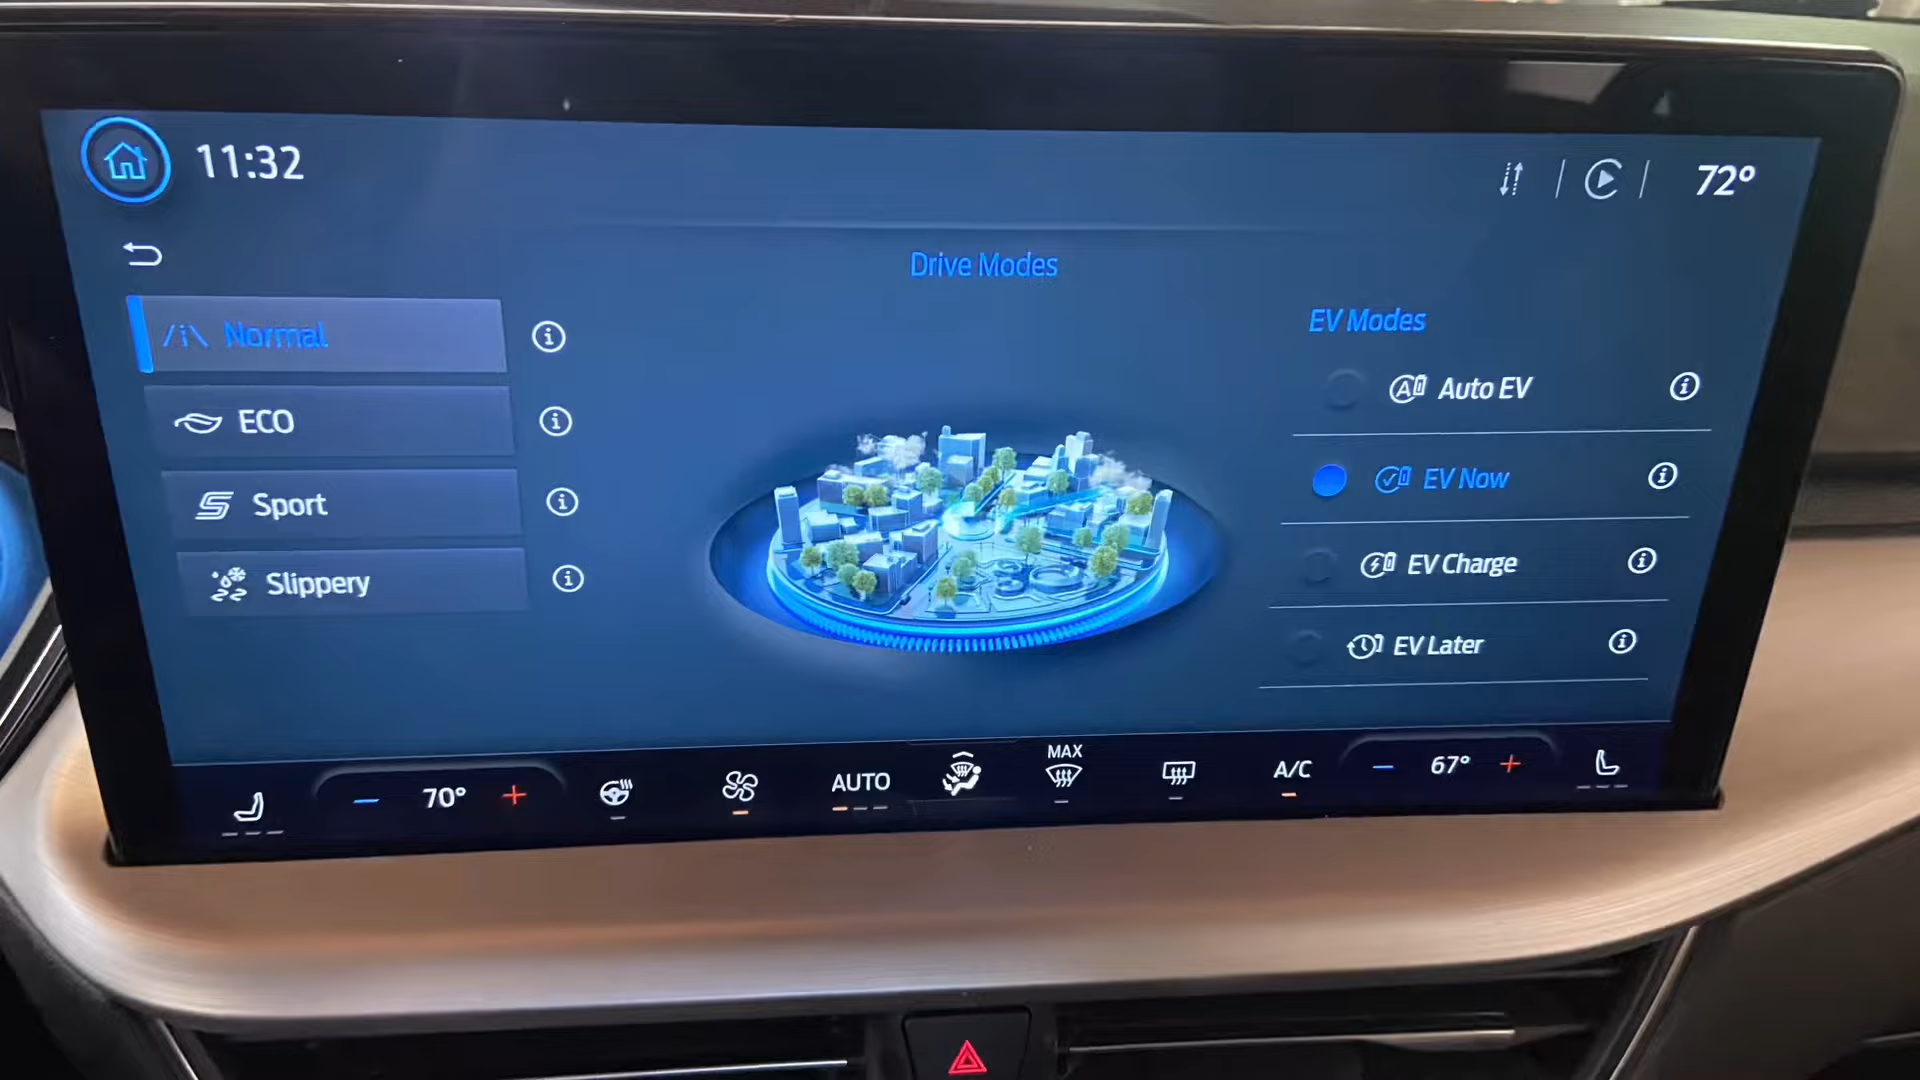 11:32
72°
Drive Modes
Normal
ECO
Sport
Slippery
EV Modes
Auto EV
EV Now
EV Charge
EV Later
70°
AUTO
MAX
A/C
67°